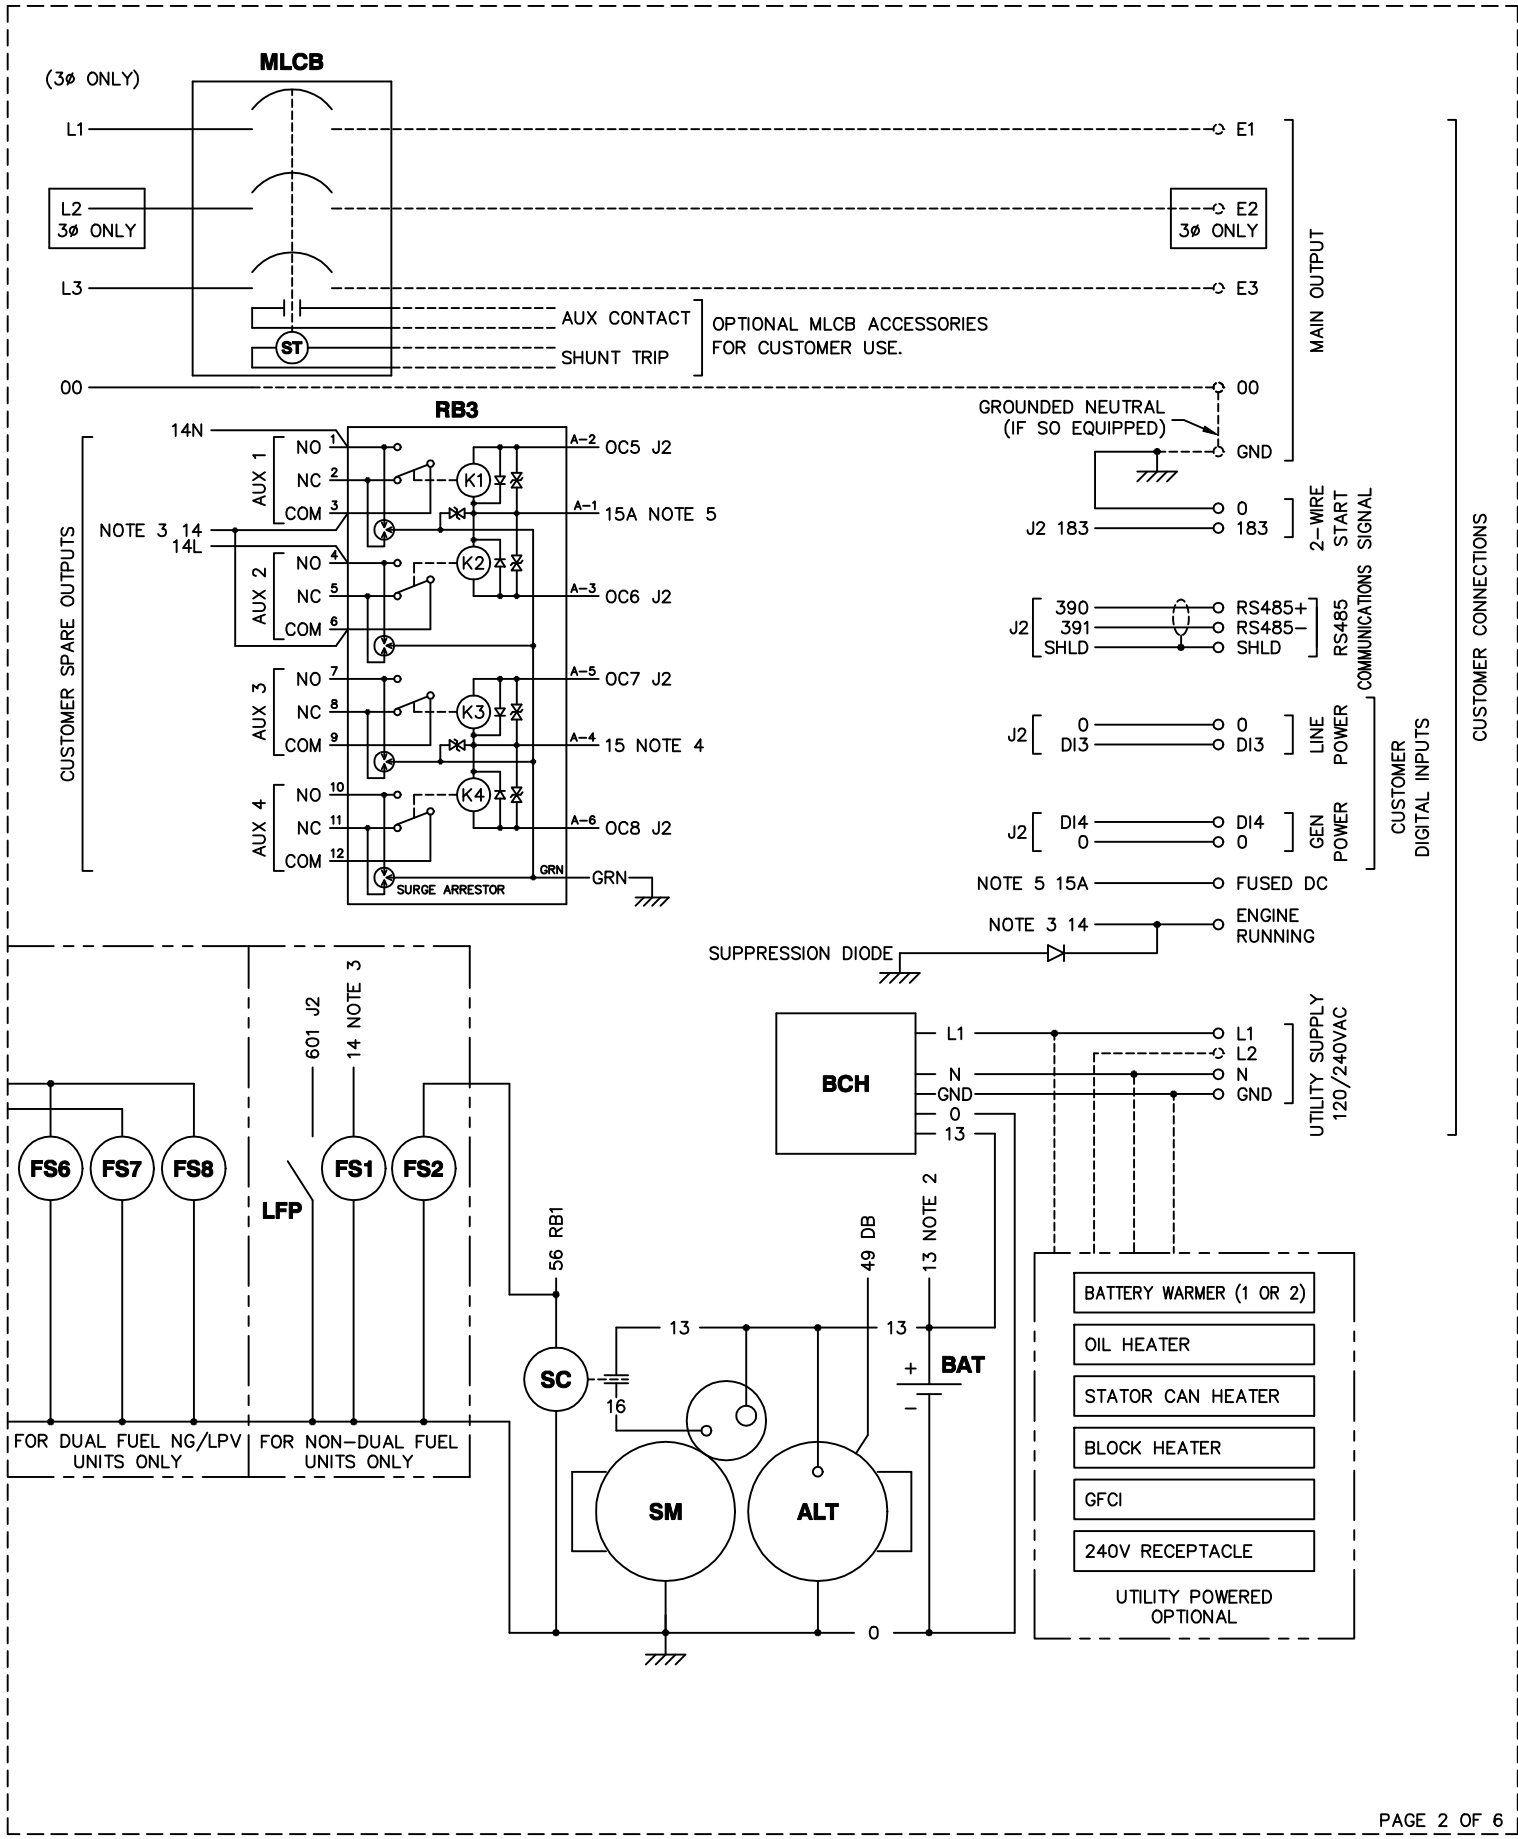 MLCB
(3ø ONLY)
L1
E1
L2
3ø ONLY
E2
3ø ONLY
L3
E3
AUX CONTACT
SHUNT TRIP
OPTIONAL MLCB ACCESSORIES
FOR CUSTOMER USE.
ST
00
00
MAIN OUTPUT
GROUNDED NEUTRAL
(IF SO EQUIPPED)
GND
RB3
14N
CUSTOMER SPARE OUTPUTS
AUX 1
NO 1
NC 2
COM 3
NOTE 3 14
14L
AUX 2
NO 4
NC 5
COM 6
AUX 3
NO 7
NC 8
COM 9
AUX 4
NO 10
NC 11
COM 12
K1
K2
K3
K4
A-2 OC5 J2
A-1 15A NOTE 5
A-3 OC6 J2
A-5 OC7 J2
A-4 15 NOTE 4
A-6 OC8 J2
SURGE ARRESTOR
GRN
GRN
0
J2 183
183
2-WIRE
START
SIGNAL
J2
390
391
SHLD
RS485+
RS485-
SHLD
RS485
COMMUNICATIONS
J2
0
DI3
0
DI3
LINE
POWER
J2
DI4
0
DI4
0
GEN
POWER
CUSTOMER
DIGITAL INPUTS
CUSTOMER CONNECTIONS
NOTE 5 15A
FUSED DC
NOTE 3 14
ENGINE
RUNNING
SUPPRESSION DIODE
BCH
L1
N
GND
0
13
L1
L2
N
GND
UTILITY SUPPLY
120/240VAC
601 J2
14 NOTE 3
FS6
FS7
FS8
LFP
FS1
FS2
FOR DUAL FUEL NG/LPV
UNITS ONLY
FOR NON-DUAL FUEL
UNITS ONLY
56 RB1
49 DB
13 NOTE 2
SC
13
13
16
+
BAT
-
SM
ALT
0
BATTERY WARMER (1 OR 2)
OIL HEATER
STATOR CAN HEATER
BLOCK HEATER
GFCI
240V RECEPTACLE
UTILITY POWERED
OPTIONAL
PAGE 2 OF 6